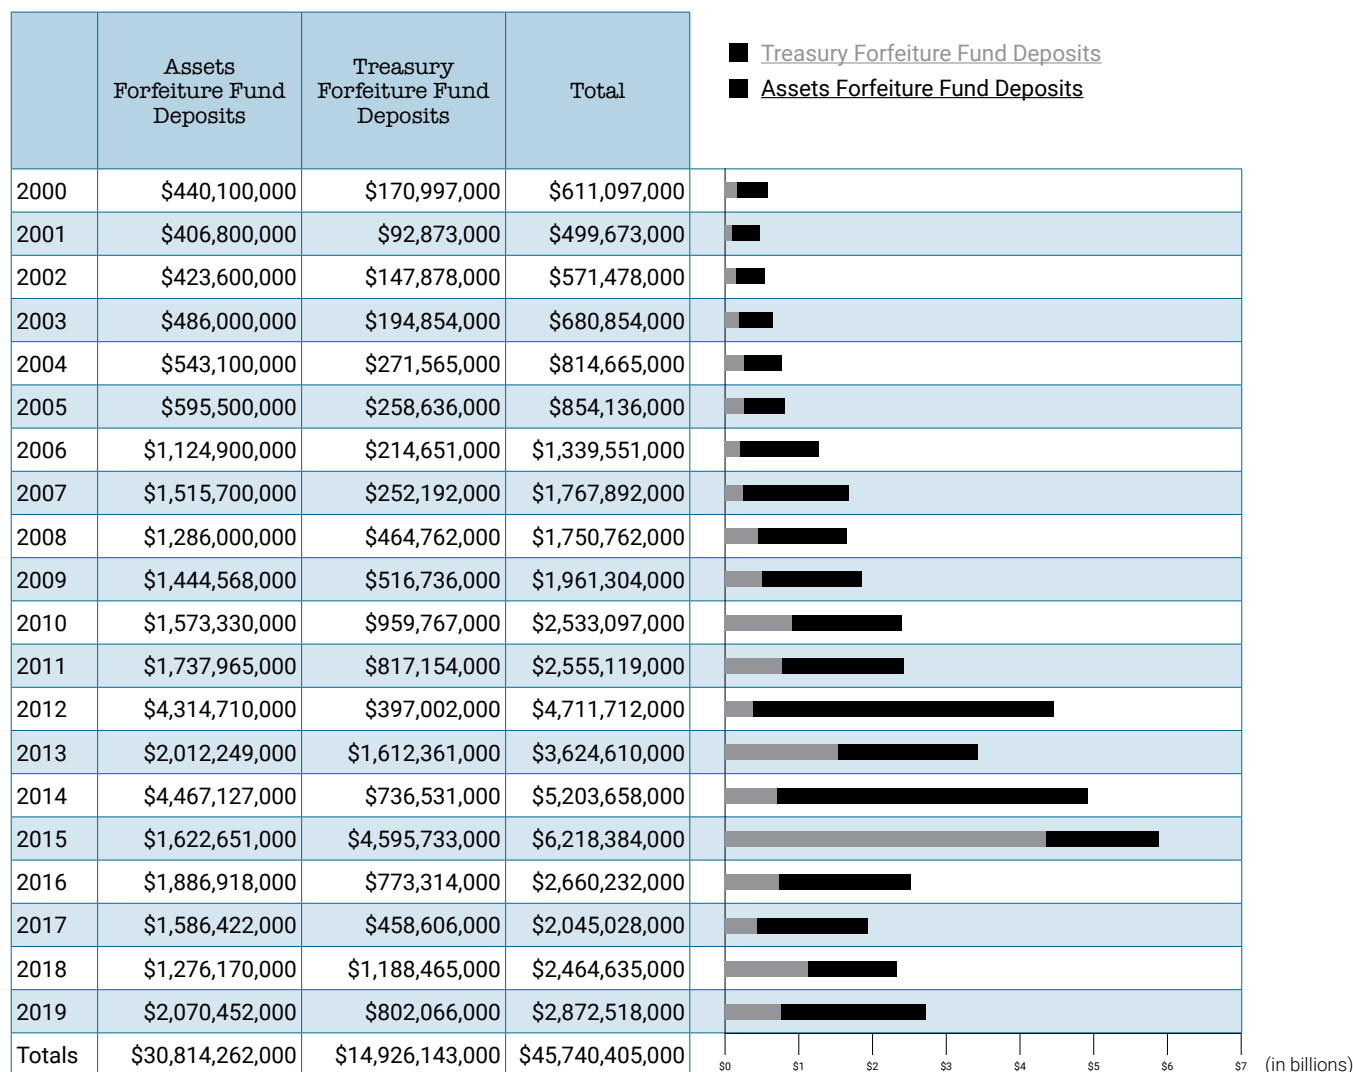 Assets Forfeiture Fund Deposits
Treasury Forfeiture Fund Deposits
Total
Treasury Forfeiture Fund Deposits
Assets Forfeiture Fund Deposits
2000 $440,100,000 $170,997,000 $611,097,000
2001 $406,800,000 $92,873,000 $499,673,000
2002 $423,600,000 $147,878,000 $571,478,000
2003 $486,000,000 $194,854,000 $680,854,000
2004 $543,100,000 $271,565,000 $814,665,000
2005 $595,500,000 $258,636,000 $854,136,000
2006 $1,124,900,000 $214,651,000 $1,339,551,000
2007 $1,515,700,000 $252,192,000 $1,767,892,000
2008 $1,286,000,000 $464,762,000 $1,750,762,000
2009 $1,444,568,000 $516,736,000 $1,961,304,000
2010 $1,573,330,000 $959,767,000 $2,533,097,000
2011 $1,737,965,000 $817,154,000 $2,555,119,000
2012 $4,314,710,000 $397,002,000 $4,711,712,000
2013 $2,012,249,000 $1,612,361,000 $3,624,610,000
2014 $4,467,127,000 $736,531,000 $5,203,658,000
2015 $1,622,651,000 $4,595,733,000 $6,218,384,000
2016 $1,886,918,000 $773,314,000 $2,660,232,000
2017 $1,586,422,000 $458,606,000 $2,045,028,000
2018 $1,276,170,000 $1,188,465,000 $2,464,635,000
2019 $2,070,452,000 $802,066,000 $2,872,518,000
Totals $30,814,262,000 $14,926,143,000 $45,740,405,000
$0 $1 $2 $3 $4 $5 $6 $7 (in billions)